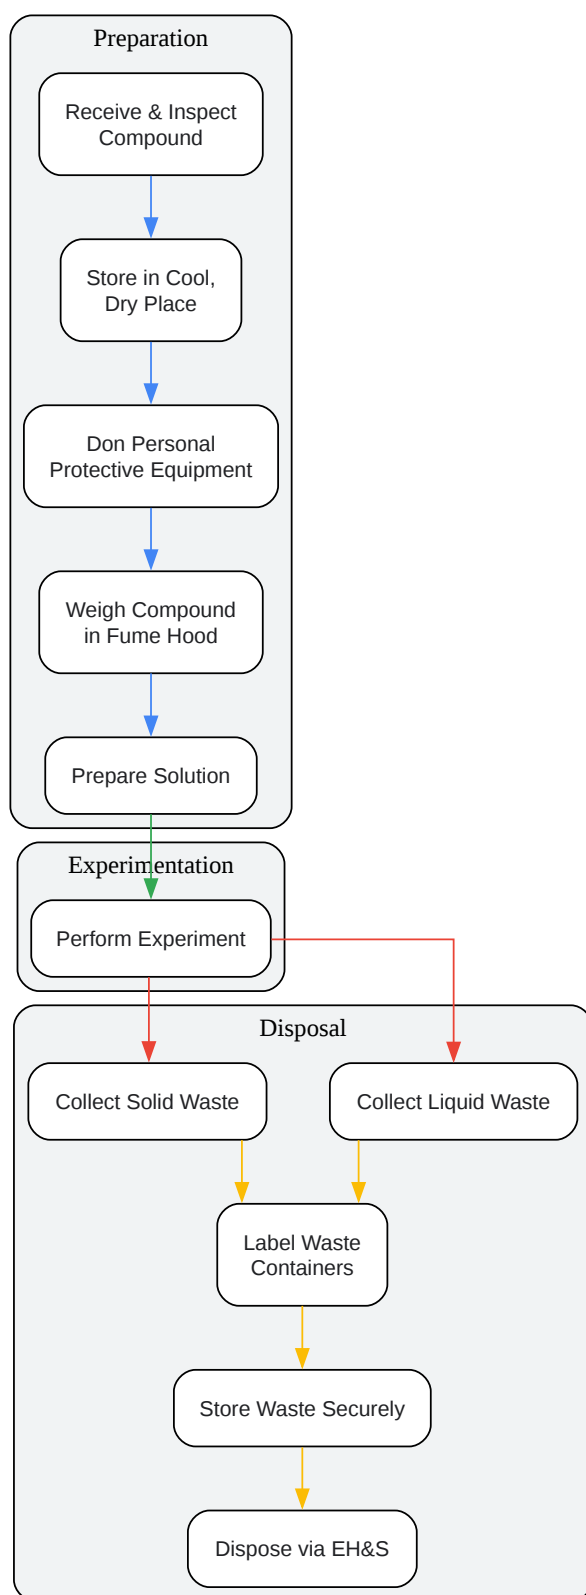 Preparation
Receive & Inspect
Compound
Store in Cool,
Dry Place
Don Personal
Protective Equipment
Weigh Compound
in Fume Hood
Prepare Solution
Experimentation
Perform Experiment
Disposal
Collect Solid Waste
Collect Liquid Waste
Label Waste
Containers
Store Waste Securely
Dispose via EH&S